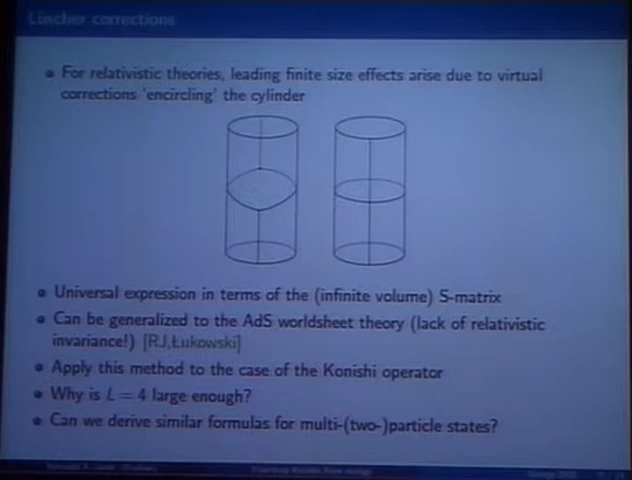 Lüscher corrections
For relativistic theories, leading finite size effects arise due to virtual
corrections 'encircling' the cylinder
Universal expression in terms of the (infinite volume) S-matrix
Can be generalized to the AdS worldsheet theory (lack of relativistic
invariance!) [RJ,Łukowski]
Apply this method to the case of the Konishi operator
Why is L = 4 large enough?
Can we derive similar formulas for multi-(two-)particle states?